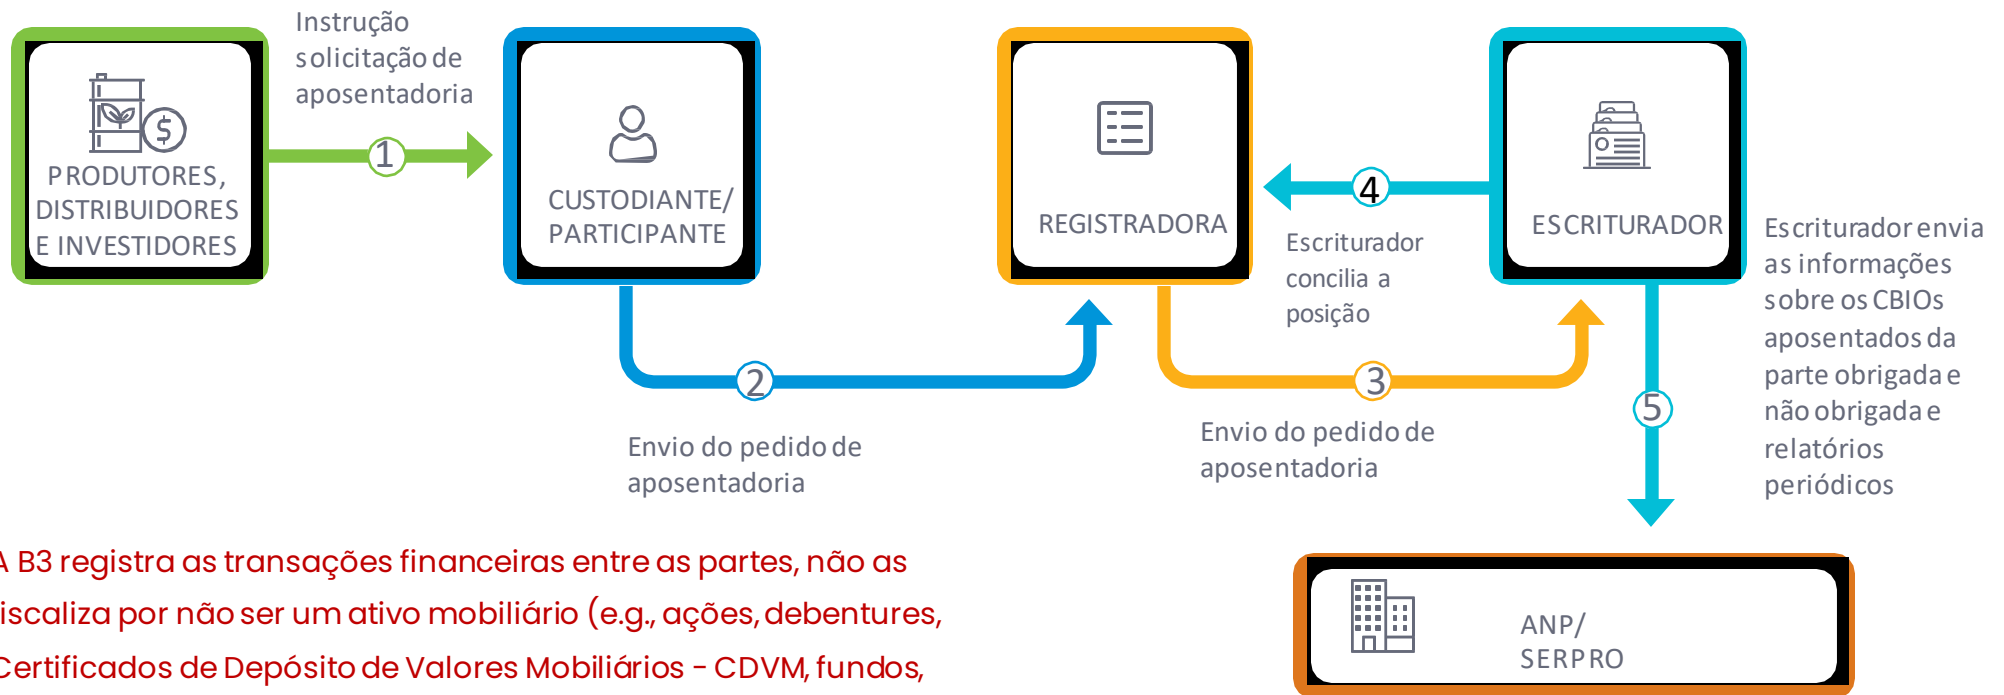 Instrução
solicitação de
aposentadoria
1
PRODUTORES,
DISTRIBUIDORES
E INVESTIDORES
$
CUSTODIANTE/
PARTICIPANTE
2
Envio do pedido de
aposentadoria
REGISTRADORA
3
Envio do pedido de
aposentadoria
4
Escriturador
concilia a
posição
ESCRITURADOR
5
Escriturador envia
as informações
sobre os CBIOs
aposentados da
parte obrigada e
não obrigada e
relatórios
periódicos
ANP/
SERPRO
A B3 registra as transações financeiras entre as partes, não as
iscaliza por não ser um ativo mobiliário (e.g., ações, debentures,
Certificados de Depósito de Valores Mobiliários - CDVM, fundos,